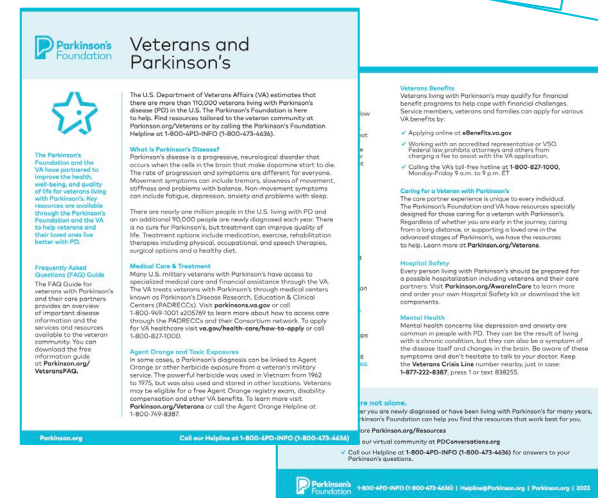 Parkinson's
Foundation
Veterans and
Parkinson's
The Parkinson's
Foundation and the
VA have partnered to
improve the health,
well-being, and quality
of life for veterans living
with Parkinson's. Key
resources are available
through the Parkinson's
Foundation and the VA
to help veterans and
their loved ones live
better with PD.
Frequently Asked
Questions (FAQ) Guide
The FAQ Guide for
veterans with Parkinson's
and their care partners
provides an overview
of important disease
information and the
services and resources
available to the veteran
community. You can
download the free
information guide
at Parkinson.org/
VeteransFAQ.
The U.S. Department of Veterans Affairs (VA) estimates that
there are more than 110,000 veterans living with Parkinson's
disease (PD) in the U.S. The Parkinson's Foundation is here
to help. Find resources tailored to the veteran community at
Parkinson.org/Veterans or by calling the Parkinson's Foundation
Helpline at 1-800-4PD-INFO (1-800-473-4636).
What is Parkinson's Disease?
Parkinson's disease is a progressive, neurological disorder that
occurs when the cells in the brain that make dopamine start to die.
The rate of progression and symptoms are different for everyone.
Movement symptoms can include tremors, slowness of movement,
stiffness and problems with balance. Non-movement symptoms
can include fatigue, depression, anxiety and problems with sleep.
There are nearly one million people in the U.S. living with PD and
an additional 90,000 people are newly diagnosed each year. There
is no cure for Parkinson's, but treatment can improve quality of
life. Treatment options include medication, exercise, rehabilitation
therapies including physical, occupational, and speech therapies,
surgical options and a healthy diet.
Medical Care & Treatment
Many U.S. military veterans with Parkinson's have access to
specialized medical care and financial assistance through the VA.
The VA treats veterans with Parkinson's through medical centers
known as Parkinson's Disease Research, Education & Clinical
Centers (PADRECCs). Visit parkinsons.va.gov or call
1-800-949-1001 x205769 to learn more about how to access care
through the PADRECCs and their Consortium network. To apply
for VA healthcare visit va.gov/health-care/how-to-apply or call
1-800-827-1000.
Agent Orange and Toxic Exposures
In some cases, a Parkinson's diagnosis can be linked to Agent
Orange or other herbicide exposure from a veteran's military
service. The powerful herbicide was used in Vietnam from 1962
to 1975, but was also used and stored in other locations. Veterans
may be eligible for a free Agent Orange registry exam, disability
compensation and other VA benefits. To learn more visit
Parkinson.org/Veterans or call the Agent Orange Helpline at
1-800-749-8387.
Parkinson.org
Call our Helpline at 1-800-4PD-INFO (1-800-473-4636)
Veterans Benefits
Veterans living with Parkinson's may qualify for financial
benefit programs to help cope with financial challenges.
Service members, veterans and families can apply for various
VA benefits by:
✓ Applying online at eBenefits.va.gov
✓ Working with an accredited representative or VSO.
Federal law prohibits attorneys and others from
charging a fee to assist with the VA application.
✓ Calling the VA's toll-free hotline at 1-800-827-1000,
Monday-Friday 9 a.m. to 9 p.m. ET
Caring for a Veteran with Parkinson's
The care partner experience is unique to every individual.
The Parkinson's Foundation and VA have resources specially
designed for those caring for a veteran with Parkinson's.
Regardless of whether you are early in the journey, caring
from a long distance, or supporting a loved one in the
advanced stages of Parkinson's, we have the resources
to help. Learn more at Parkinson.org/Veterans.
Hospital Safety
Every person living with Parkinson's should be prepared for
a possible hospitalization including veterans and their care
partners. Visit Parkinson.org/AwareInCare to learn more
and order your own Hospital Safety kit or download the kit
components.
Mental Health
Mental health concerns like depression and anxiety are
common in people with PD. They can be the result of living
with a chronic condition, but they can also be a symptom of
the disease itself and changes in the brain. Be aware of these
symptoms and don't hesitate to talk to your doctor. Keep
the Veterans Crisis Line number nearby, just in case:
1-877-222-8387, press 1 or text 838255.
re not alone.
er you are newly diagnosed or have been living with Parkinson's for many years,
rkinson's Foundation can help you find the resources that work best for you.
ore Parkinson.org/Resources
our virtual community at PDConversations.org
✓ Call our Helpline at 1-800-4PD-INFO (1-800-473-4636) for answers to your
Parkinson's questions.
Parkinson's
Foundation
1-800-4PD-INFO (1-800-473-4636) | Helpline@Parkinson.org | Parkinson.org | 2022